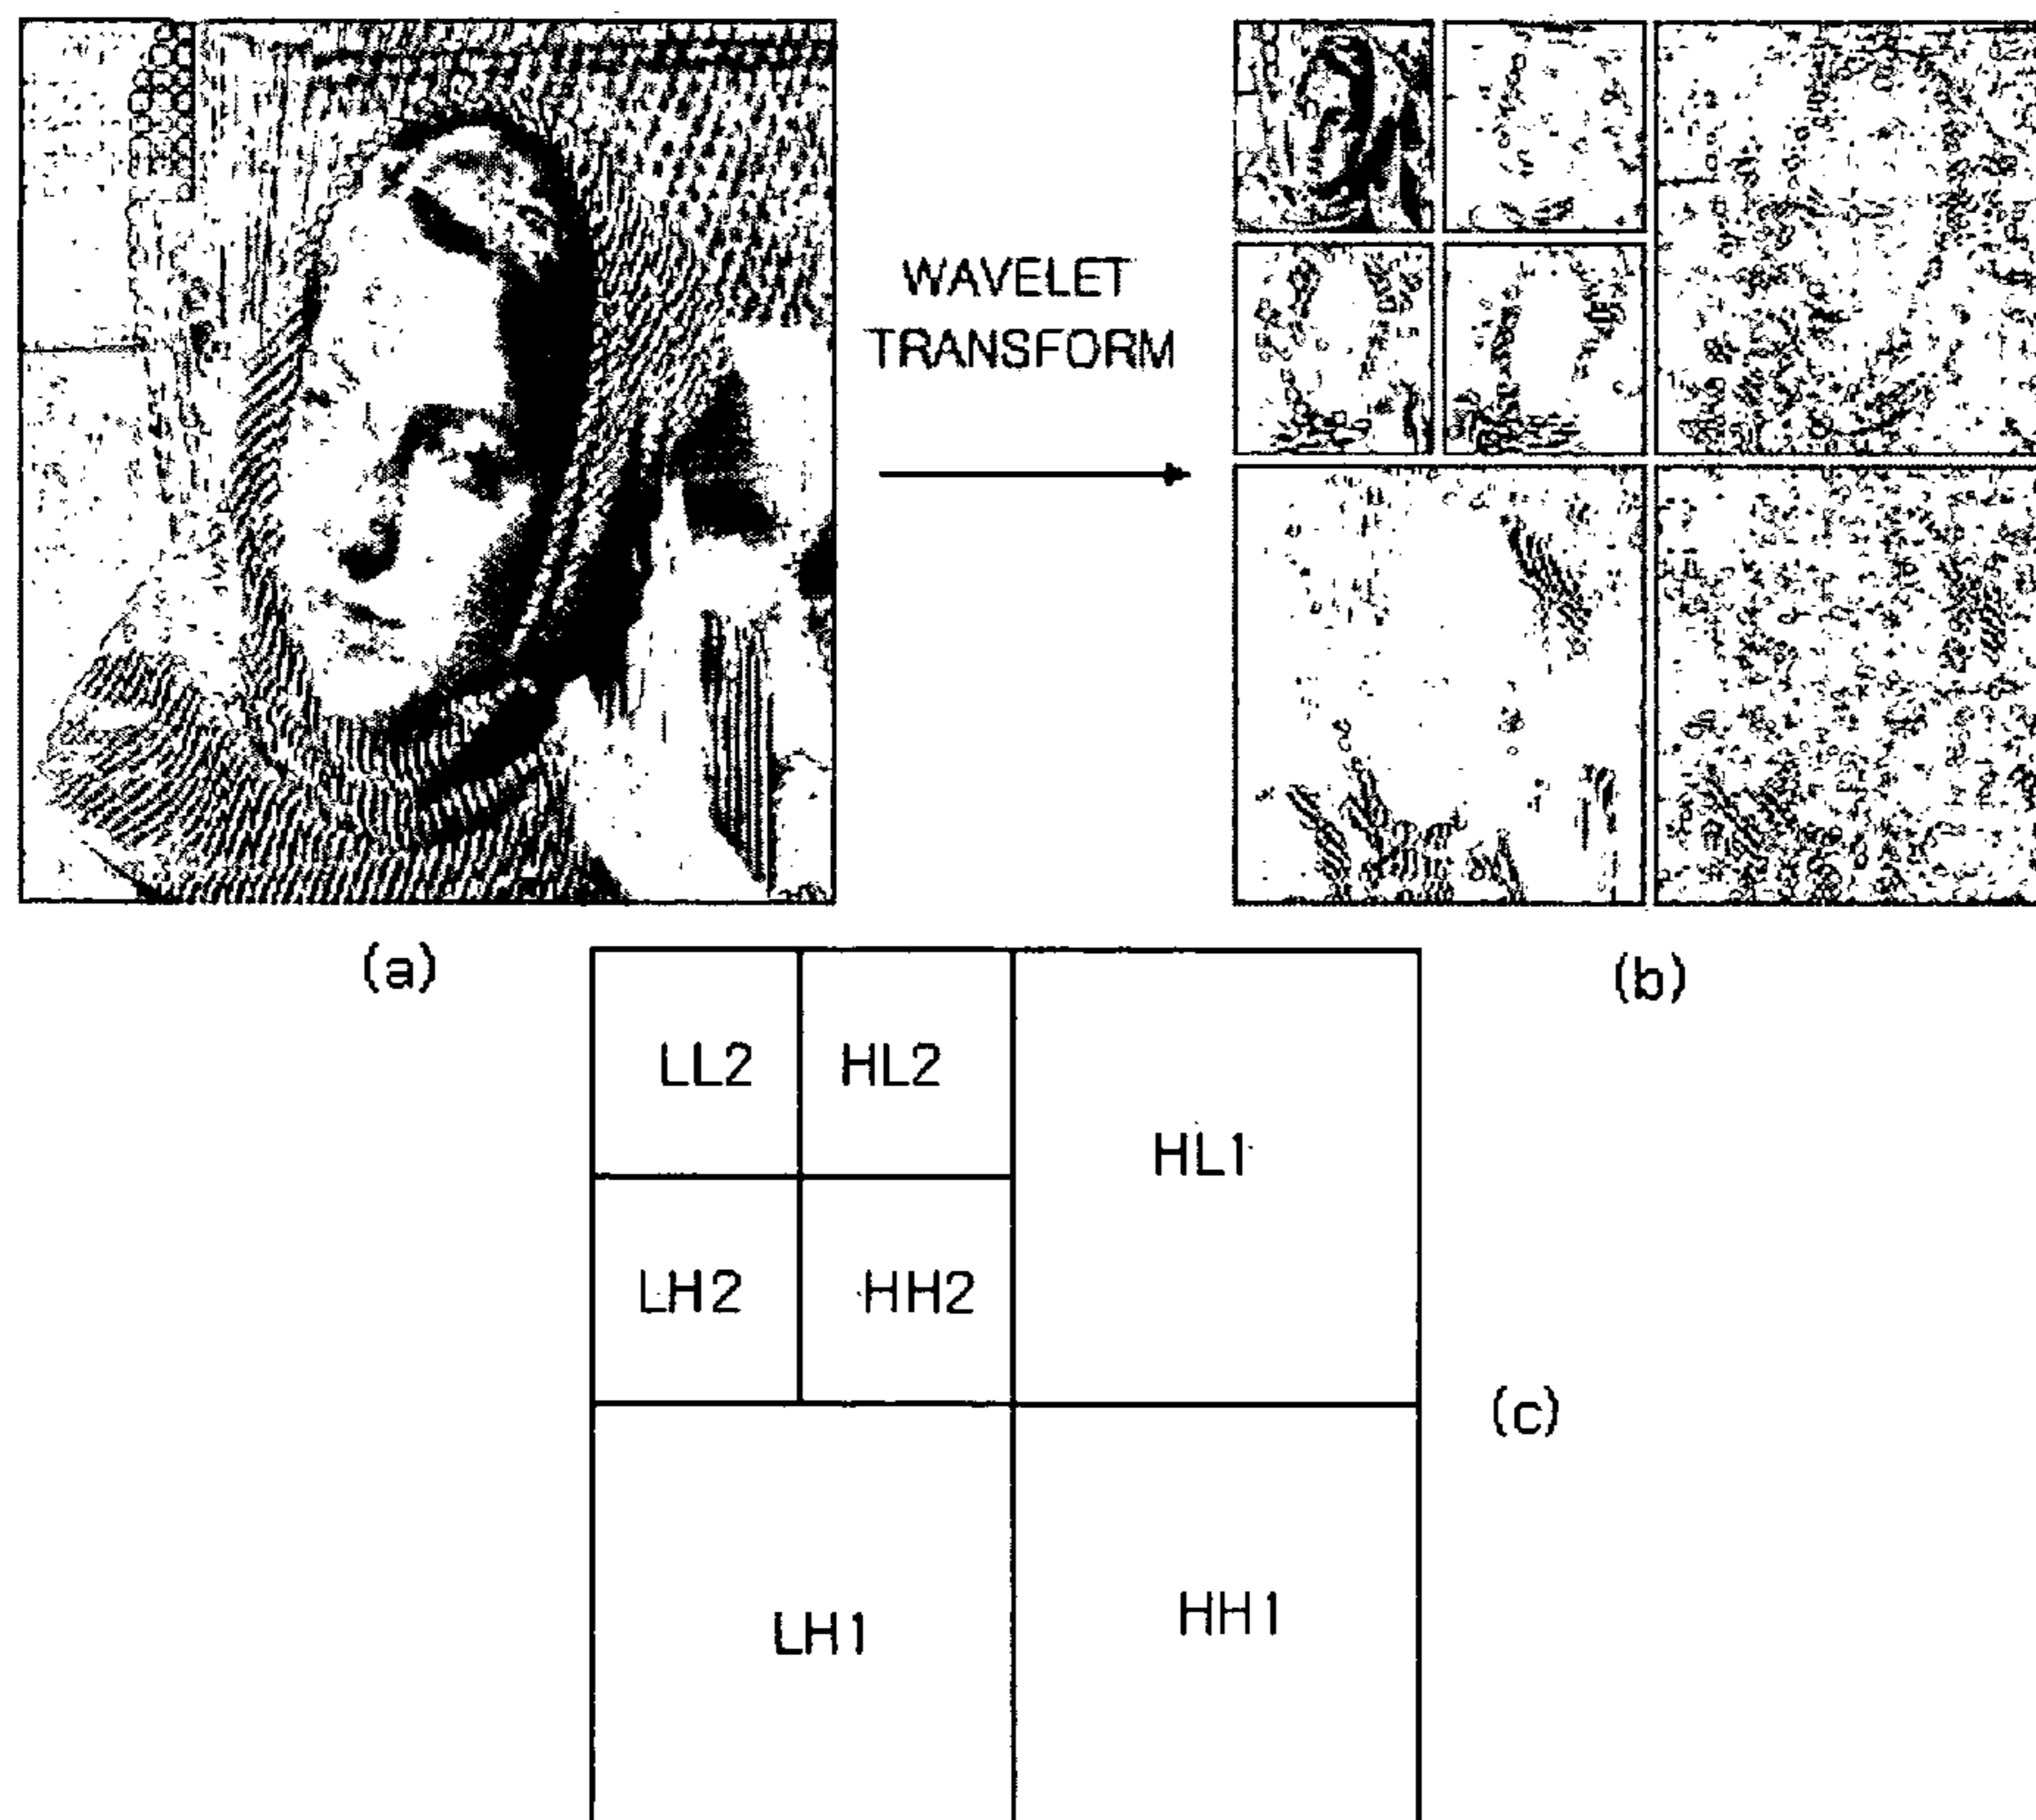 WAVELET
TRANSFORM
(a)
(b)
LL2
HL2
HL1
LH2
HH2
(c)
LH1
HH1